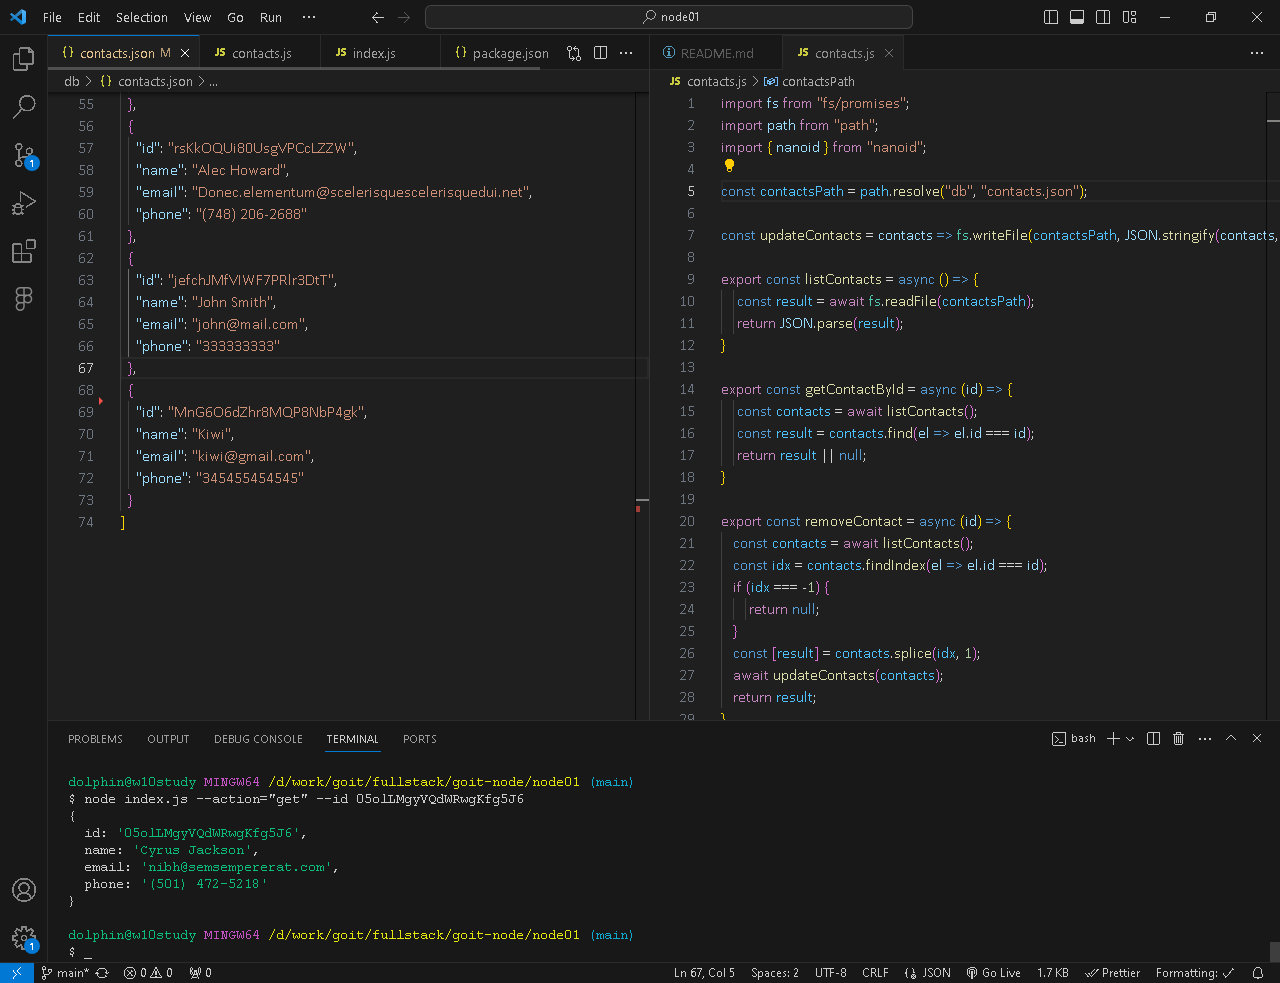 File Edit Selection View Go Run ···
node01
contacts.json M
contacts.js
index.js
package.json
README.md
contacts.js
db > contacts.json > ...
contacts.js > contactsPath
55 },
56 {
57 "id": "rsKkOQUi80UsgVPCcLZZW",
58 "name": "Alec Howard",
59 "email": "Donec.elementum@scelerisquescelerisquedui.net",
60 "phone": "(748) 206-2688"
61 },
62 {
63 "id": "jefchJMfVIWF7PRlr3DtT",
64 "name": "John Smith",
65 "email": "john@mail.com",
66 "phone": "333333333"
67 },
68 {
69 "id": "MnG6O6dZhr8MQP8NbP4gk",
70 "name": "Kiwi",
71 "email": "kiwi@gmail.com",
72 "phone": "345455454545"
73 }
74 ]
1 import fs from "fs/promises";
2 import path from "path";
3 import { nanoid } from "nanoid";
4
5 const contactsPath = path.resolve("db", "contacts.json");
6
7 const updateContacts = contacts => fs.writeFile(contactsPath, JSON.stringify(contacts,
8
9 export const listContacts = async () => {
10 const result = await fs.readFile(contactsPath);
11 return JSON.parse(result);
12 }
13
14 export const getContactById = async (id) => {
15 const contacts = await listContacts();
16 const result = contacts.find(el => el.id === id);
17 return result || null;
18 }
19
20 export const removeContact = async (id) => {
21 const contacts = await listContacts();
22 const idx = contacts.findIndex(el => el.id === id);
23 if (idx === -1) {
24 return null;
25 }
26 const [result] = contacts.splice(idx, 1);
27 await updateContacts(contacts);
28 return result;
29 }
PROBLEMS OUTPUT DEBUG CONSOLE TERMINAL PORTS
bash
dolphin@w10study MINGW64 /d/work/goit/fullstack/goit-node/node01 (main)
$ node index.js --action="get" --id 05olLMgyVQdWRwgKfg5J6
{
id: '05olLMgyVQdWRwgKfg5J6',
name: 'Cyrus Jackson',
email: 'nibh@semsempererat.com',
phone: '(501) 472-5218'
}
dolphin@w10study MINGW64 /d/work/goit/fullstack/goit-node/node01 (main)
$ _
1
1
main* 0 0 0 Ln 67, Col 5 Spaces: 2 UTF-8 CRLF JSON Go Live 1.7 KB Prettier Formatting: ✓